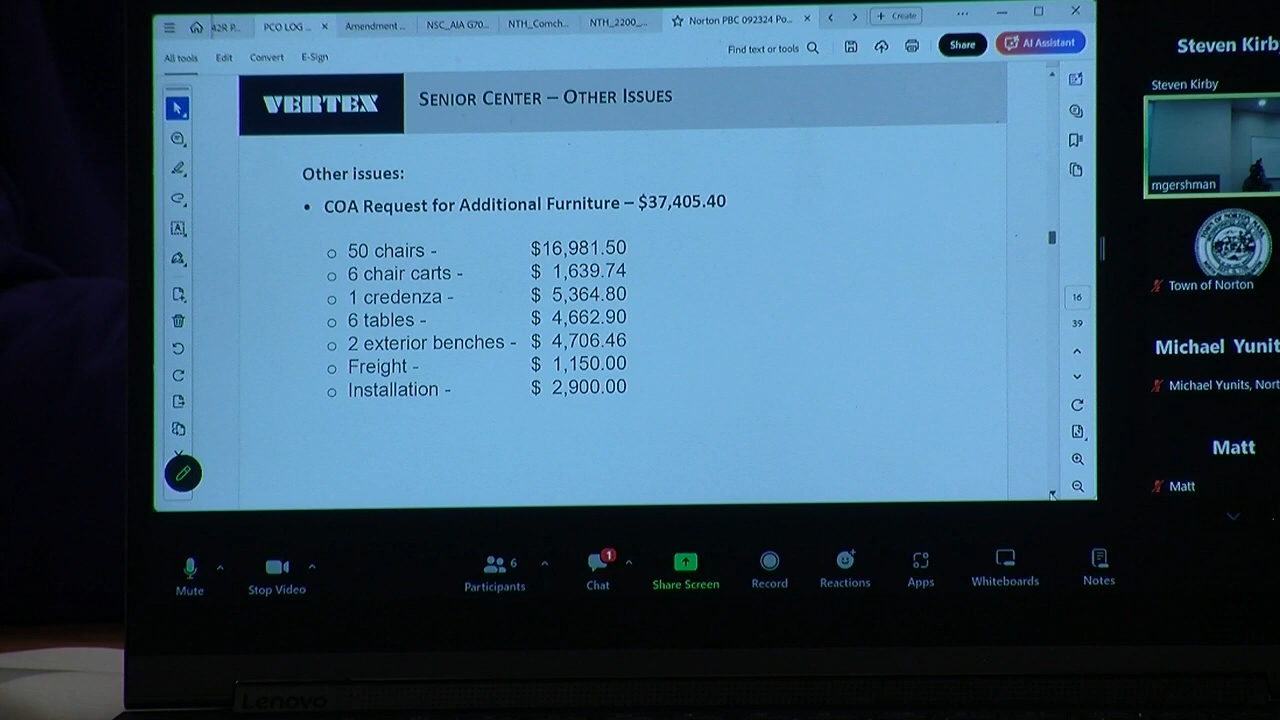 PCO LOG ...
Amendment ...
NSC_AIA G70...
NTH_Comch...
NTH_2200_...
Norton PBC 092324 Po...
Create
All tools
Edit
Convert
E-Sign
Find text or tools
Share
AI Assistant
VERTEX
SENIOR CENTER – OTHER ISSUES
Other issues:
• COA Request for Additional Furniture – $37,405.40
o 50 chairs - $16,981.50
o 6 chair carts - $ 1,639.74
o 1 credenza - $ 5,364.80
o 6 tables - $ 4,662.90
o 2 exterior benches - $ 4,706.46
o Freight - $ 1,150.00
o Installation - $ 2,900.00
16
39
Steven Kirb
Steven Kirby
mgershman
Town of Norton
Michael Yunit
Michael Yunits, Nort
Matt
Matt
Mute
Stop Video
Participants
6
Chat
1
Share Screen
Record
Reactions
Apps
Whiteboards
Notes
Lenovo